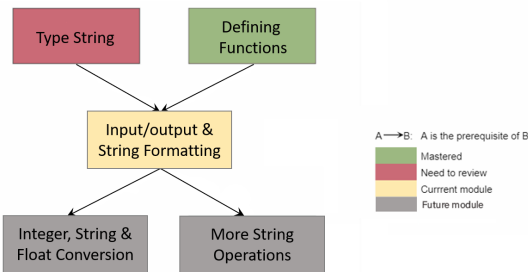 Type String
Defining
Functions
Input/output &
String Formatting
Integer, String &
Float Conversion
More String
Operations
A→B: A is the prerequisite of B
Mastered
Need to review
Currrent module
Future module